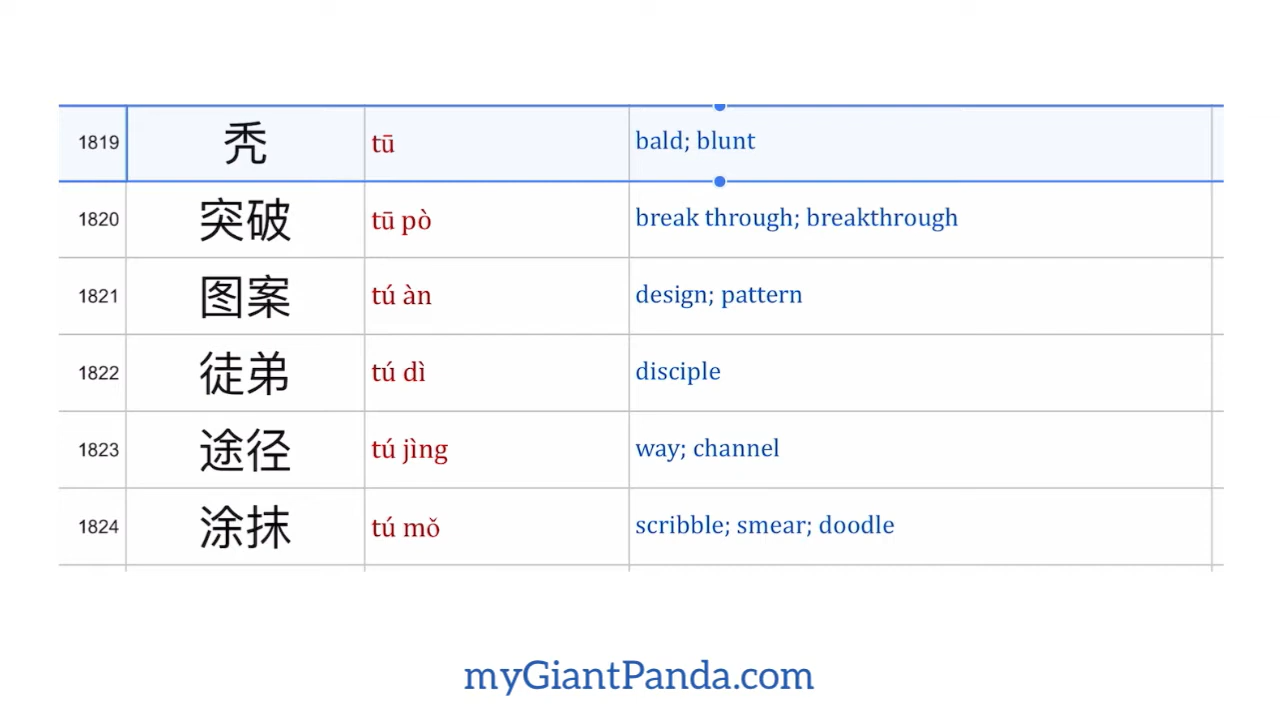 1819 秃 tū bald; blunt
1820 突破 tū pò break through; breakthrough
1821 图案 tú àn design; pattern
1822 徒弟 tú dì disciple
1823 途径 tú jìng way; channel
1824 涂抹 tú mǒ scribble; smear; doodle
myGiantPanda.com